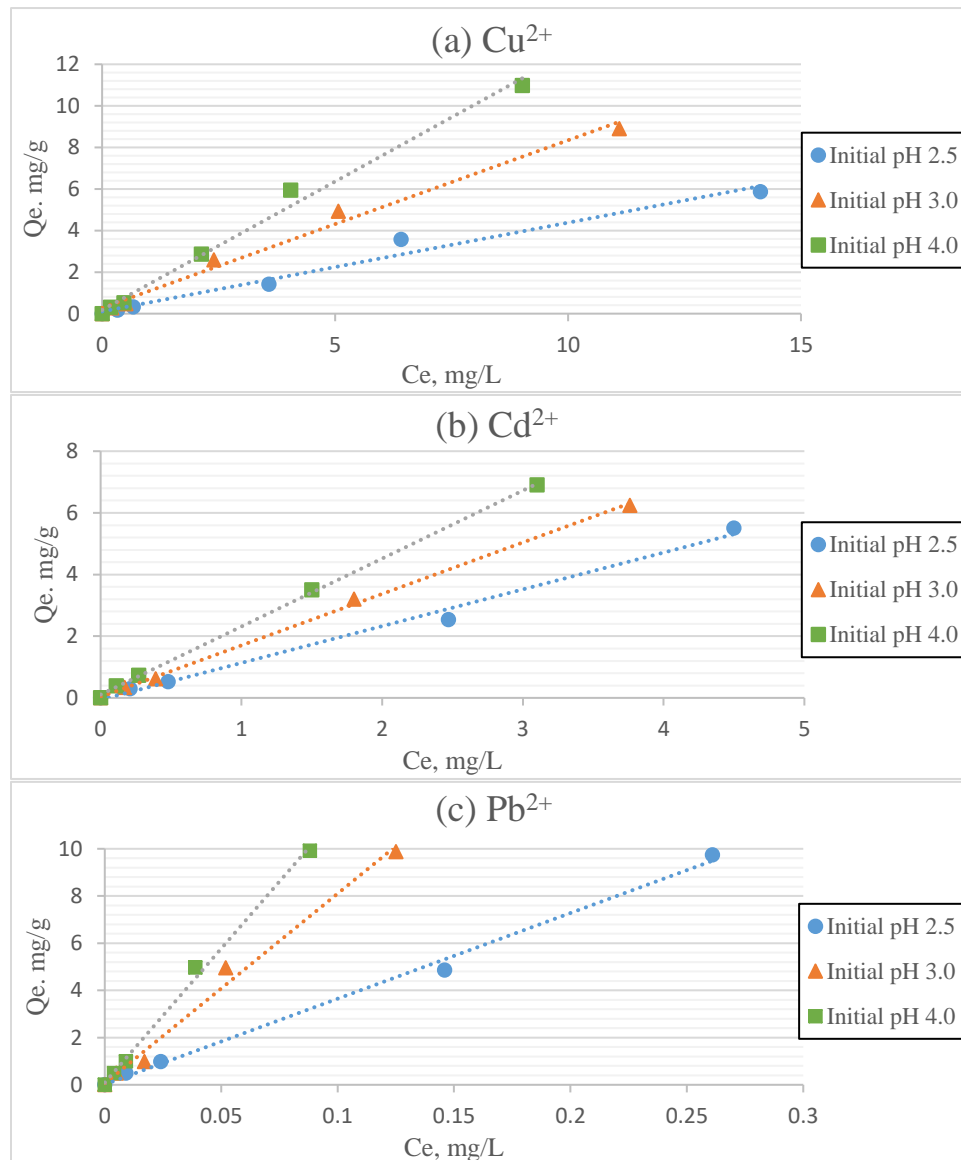 (a) Cu²⁺
12
10
8
6
4
2
0
Qe. mg/g
0 5 10 15
Ce, mg/L
Initial pH 2.5
Initial pH 3.0
Initial pH 4.0
(b) Cd²⁺
8
6
4
2
0
Qe. mg/g
0 1 2 3 4 5
Ce, mg/L
Initial pH 2.5
Initial pH 3.0
Initial pH 4.0
(c) Pb²⁺
10
8
6
4
2
0
Qe. mg/g
0 0.05 0.1 0.15 0.2 0.25 0.3
Ce, mg/L
Initial pH 2.5
Initial pH 3.0
Initial pH 4.0